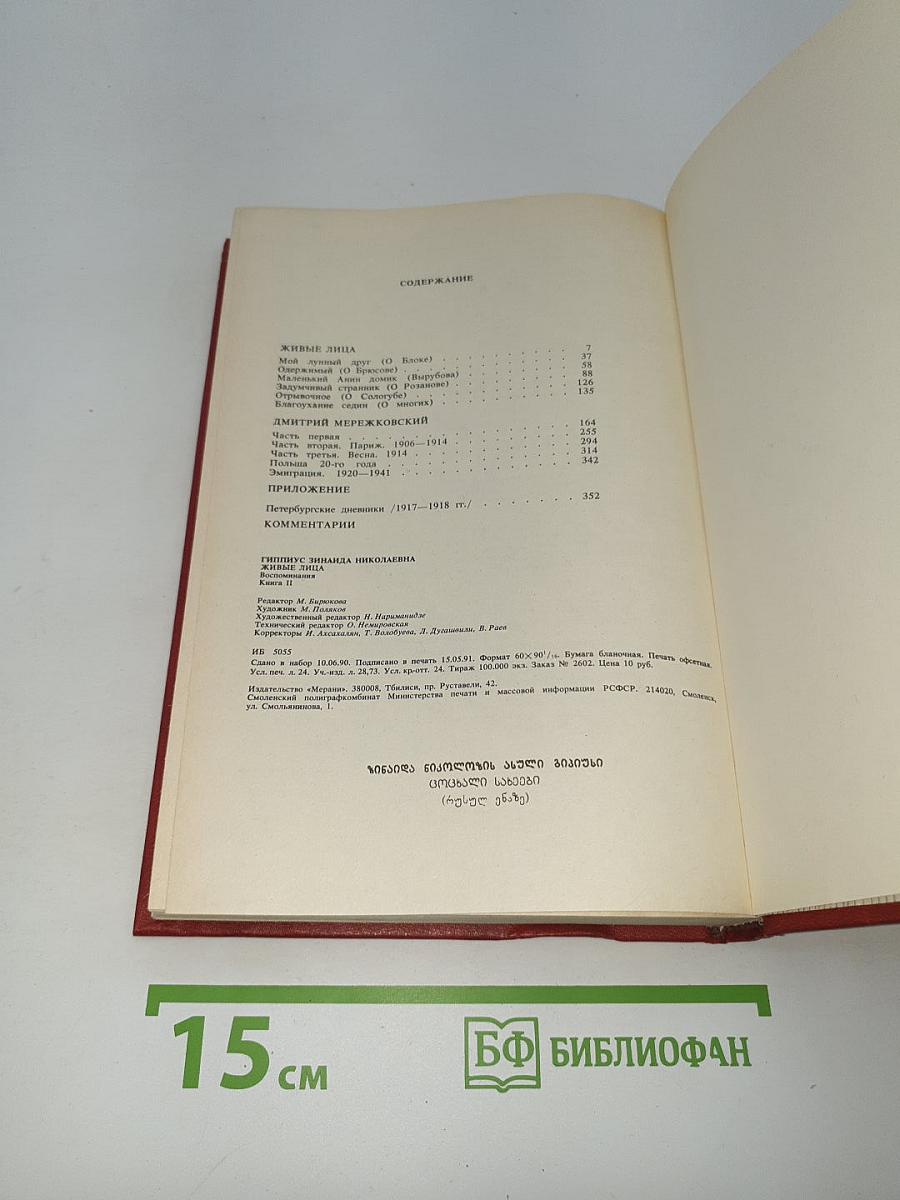 СОДЕРЖАНИЕ
ЖИВЫЕ ЛИЦА
Мой лунный друг (О Блоке) . . . . . . . . . . 7
Одержимый (О Брюсове) . . . . . . . . . . 37
Маленький Анин домик (Вырубова) . . . . . . . . . . 58
Задумчивый странник (О Розанове) . . . . . . . . . . 88
Отрывочное (О Сологубе) . . . . . . . . . . 126
Благоухание седин (О многих) . . . . . . . . . . 135
ДМИТРИЙ МЕРЕЖКОВСКИЙ
Часть первая . . . . . . . . . . 164
Часть вторая. Париж. 1906—1914 . . . . . . . . . . 255
Часть третья. Весна. 1914 . . . . . . . . . . 294
Польша 20-го года . . . . . . . . . . 314
Эмиграция. 1920—1941 . . . . . . . . . . 342
ПРИЛОЖЕНИЕ
Петербургские дневники /1917—1918 гг./ . . . . . . . 352
КОММЕНТАРИИ
ГИППИУС ЗИНАИДА НИКОЛАЕВНА
ЖИВЫЕ ЛИЦА
Воспоминания
Книга II
Редактор М. Бирюкова
Художник М. Поляков
Художественный редактор Н. Нариманидзе
Технический редактор О. Немировская
Корректоры И. Ахсахалян, Т. Волобуева, Л. Дугашвили, В. Раев
ИБ 5055
Сдано в набор 10.06.90. Подписано в печать 15.05.91. Формат 60×90¹/₁₆. Бумага бланочная. Печать офсетная.
Усл. печ. л. 24. Уч.-изд. л. 28,73. Усл. кр-отт. 24. Тираж 100.000 экз. Заказ № 2602. Цена 10 руб.
Издательство «Мерани». 380008, Тбилиси, пр. Руставели, 42.
Смоленский полиграфкомбинат Министерства печати и массовой информации РСФСР. 214020, Смоленск,
ул. Смольянинова, 1.
ზინაიდა ნიკოლოზის ასული გიპიუსი
ცოცხალი სახეები
(რუსულ ენაზე)
15 см
БФ БИБЛИОФАН